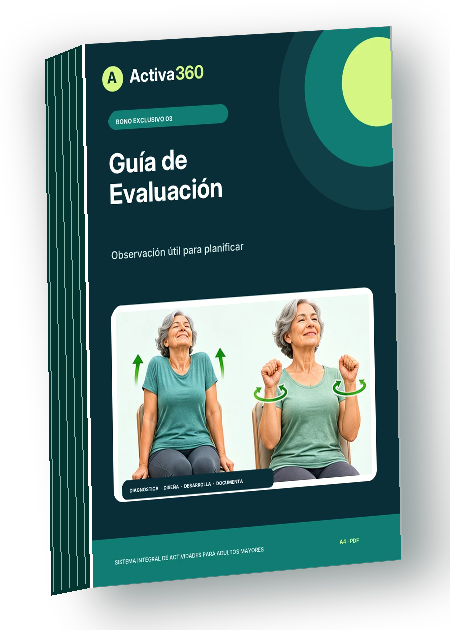 A Activa360
BONO EXCLUSIVO 03
Guía de
Evaluación
Observación útil para planificar
DIAGNOSTICA · DISEÑA · DESARROLLA · DOCUMENTA
SISTEMA INTEGRAL DE ACTIVIDADES PARA ADULTOS MAYORES
A4 · PDF